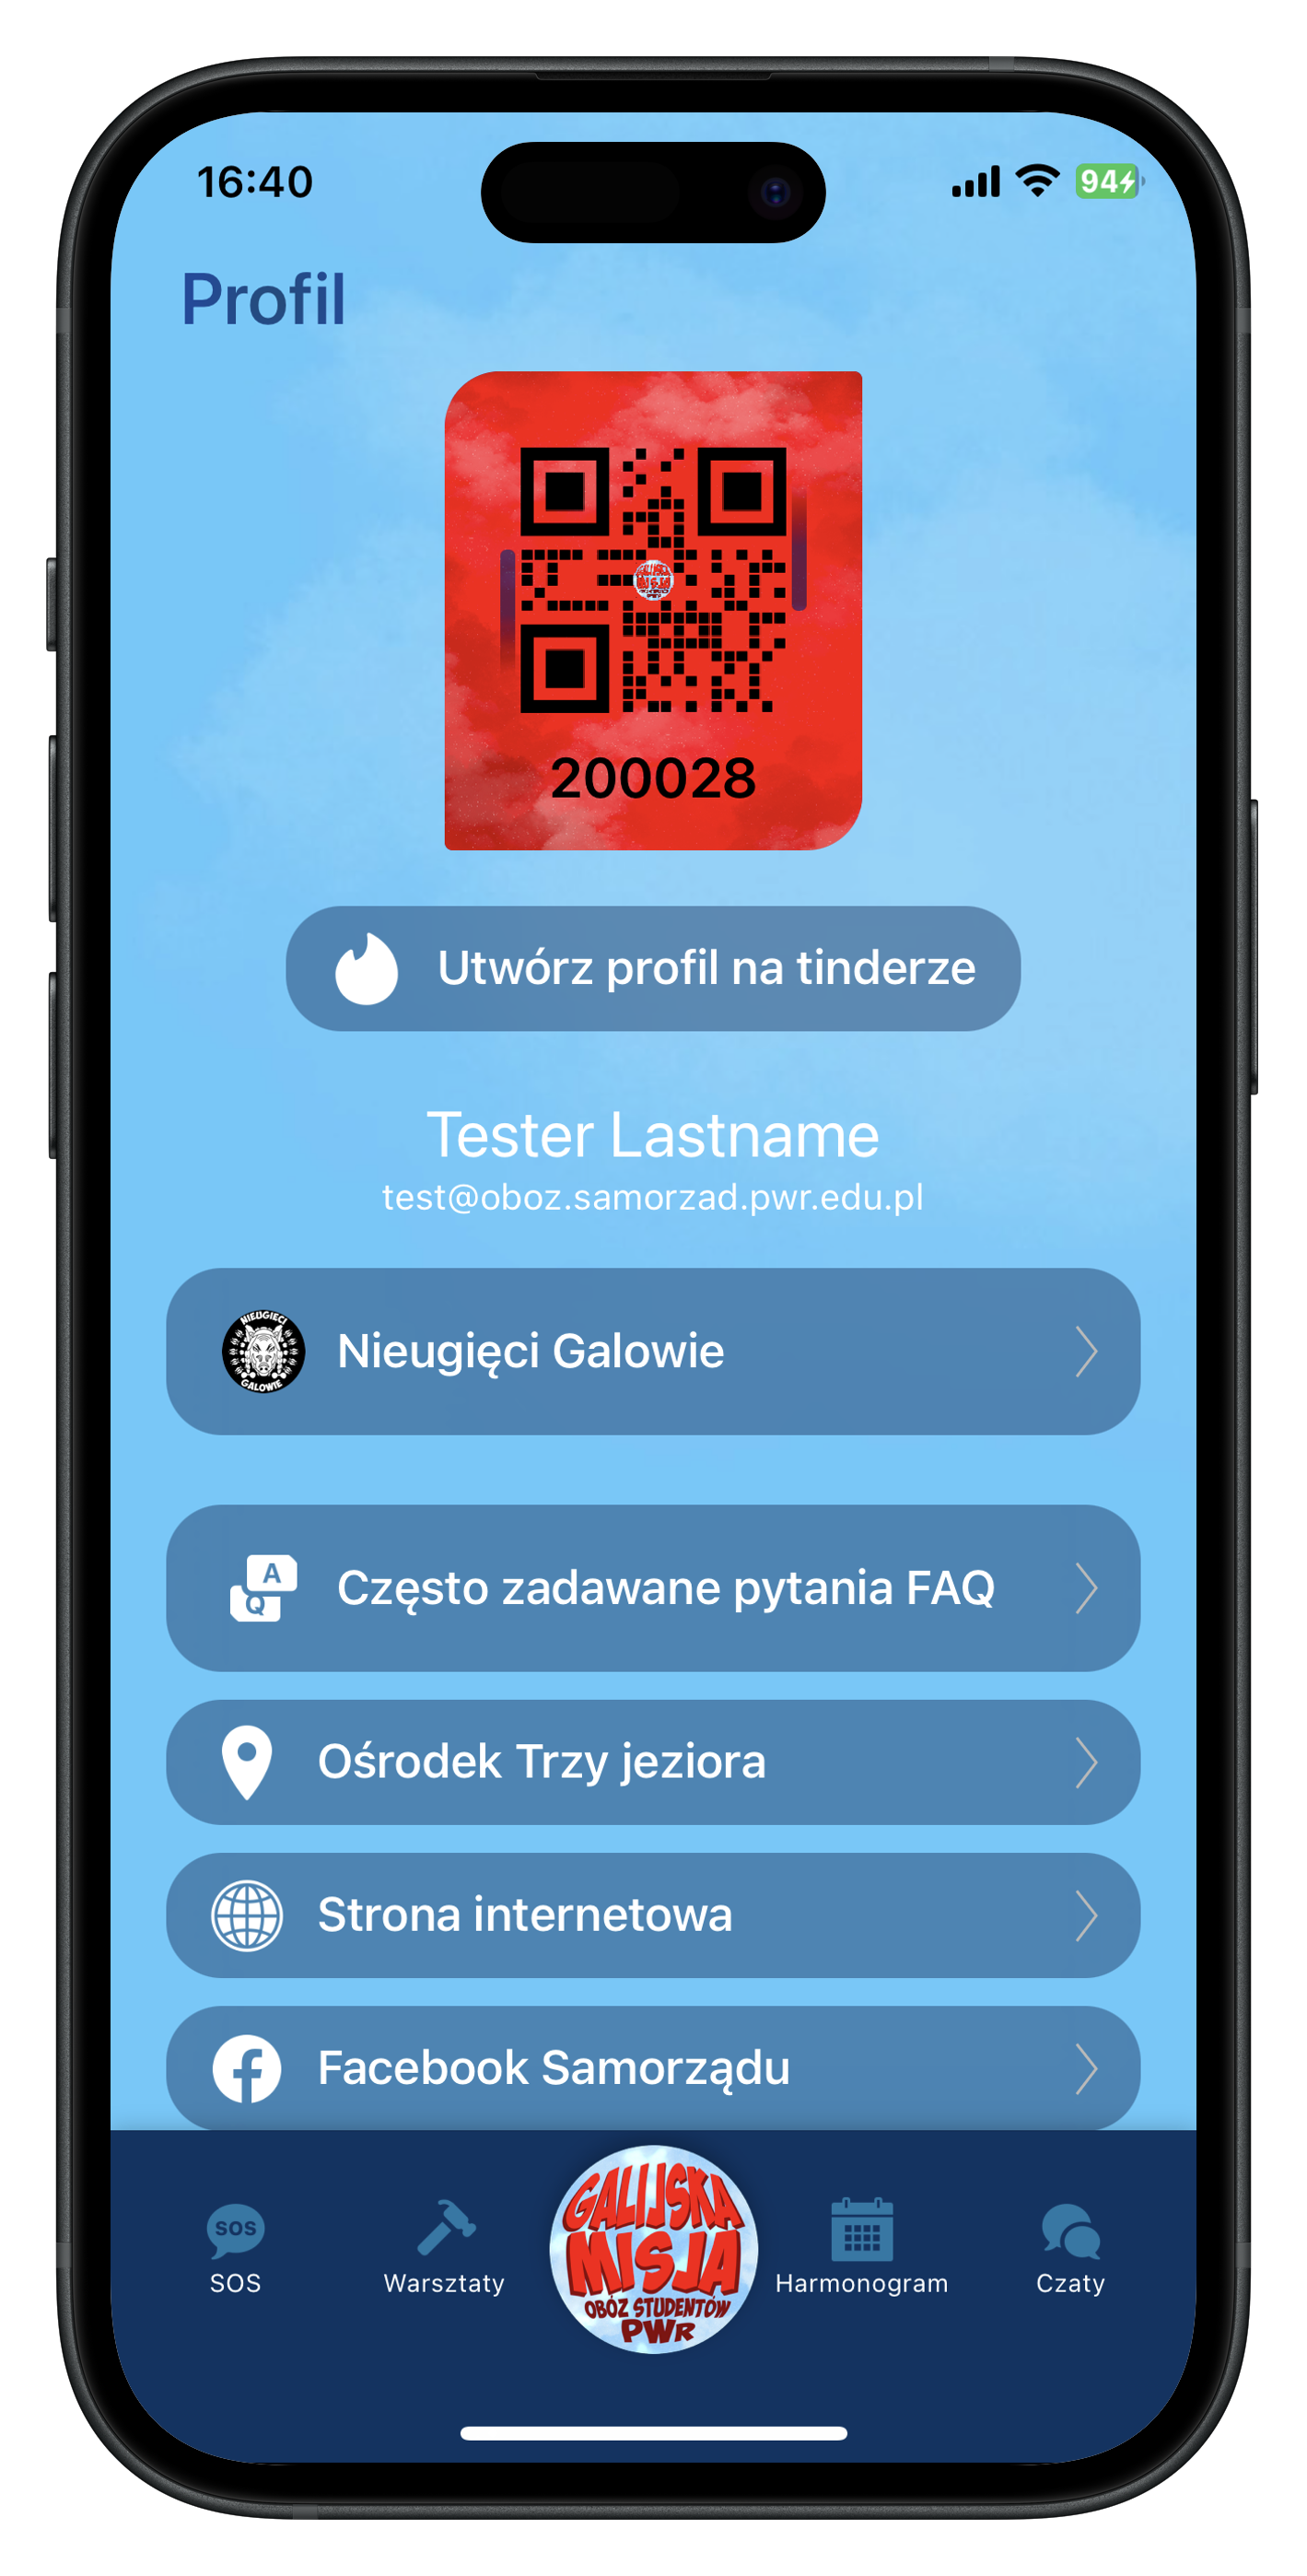 16:40
94
Profil
200028
Utwórz profil na tinderze
Tester Lastname
test@oboz.samorzad.pwr.edu.pl
NIEUGIĘCI
GALOWIE
Nieugięci Galowie
A
Q
Często zadawane pytania FAQ
Ośrodek Trzy jeziora
Strona internetowa
Facebook Samorządu
SOS
SOS
Warsztaty
GALIJSKA
MISJA
OBÓZ STUDENTÓW
PWR
Harmonogram
Czaty